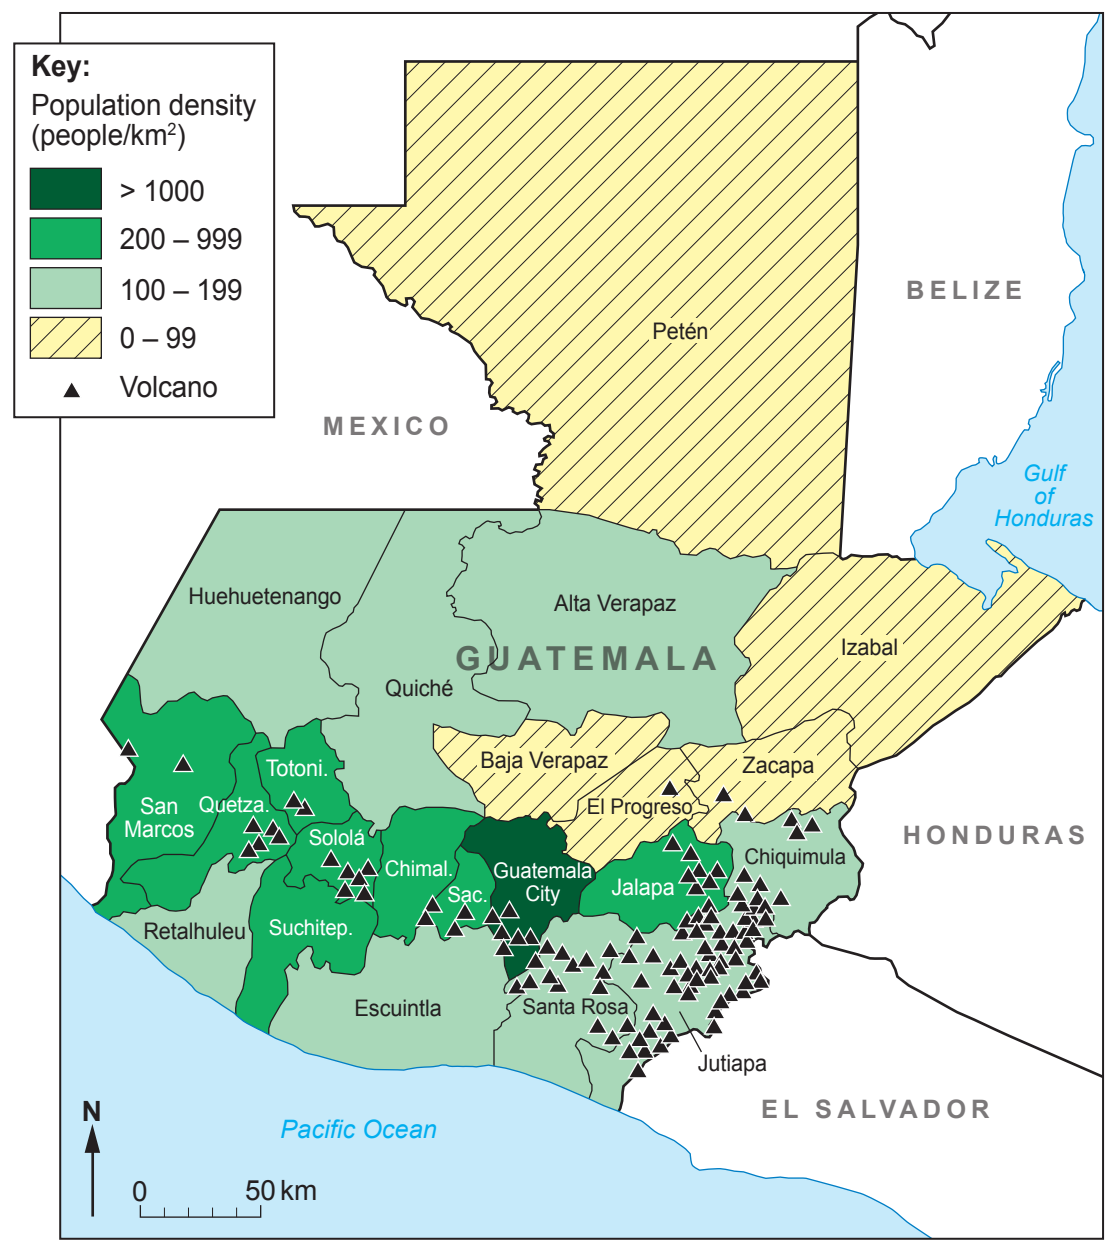 Key:
Population density
(people/km²)
> 1000
200 – 999
100 – 199
0 – 99
Volcano
BELIZE
Petén
MEXICO
Gulf
of
Honduras
Huehuetenango
Alta Verapaz
GUATEMALA
Izabal
Quiché
Baja Verapaz
Zacapa
Totoni.
San
Marcos
Quetza.
El Progreso
Sololá
HONDURAS
Chiquimula
Chimal.
Guatemala
City
Jalapa
Sac.
Retalhuleu
Suchitep.
Escuintla
Santa Rosa
Jutiapa
EL SALVADOR
Pacific Ocean
N
0 50 km